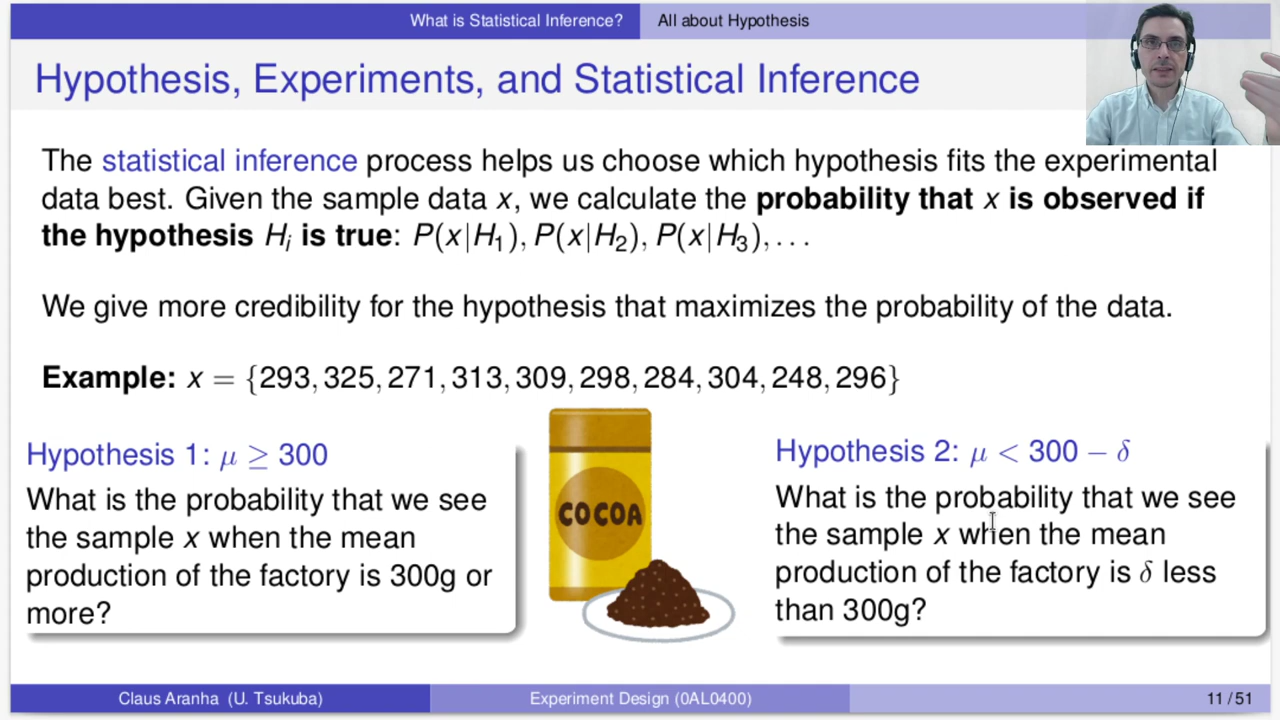 What is Statistical Inference? All about Hypothesis
Hypothesis, Experiments, and Statistical Inference
The statistical inference process helps us choose which hypothesis fits the experimental
data best. Given the sample data x, we calculate the probability that x is observed if
the hypothesis Hᵢ is true: P(x|H₁), P(x|H₂), P(x|H₃), . . .
We give more credibility for the hypothesis that maximizes the probability of the data.
Example: x = {293, 325, 271, 313, 309, 298, 284, 304, 248, 296}
Hypothesis 1: μ ≥ 300
What is the probability that we see
the sample x when the mean
production of the factory is 300g or
more?
COCOA
Hypothesis 2: μ < 300 − δ
What is the probability that we see
the sample x when the mean
production of the factory is δ less
than 300g?
Claus Aranha (U. Tsukuba) Experiment Design (0AL0400) 11 / 51